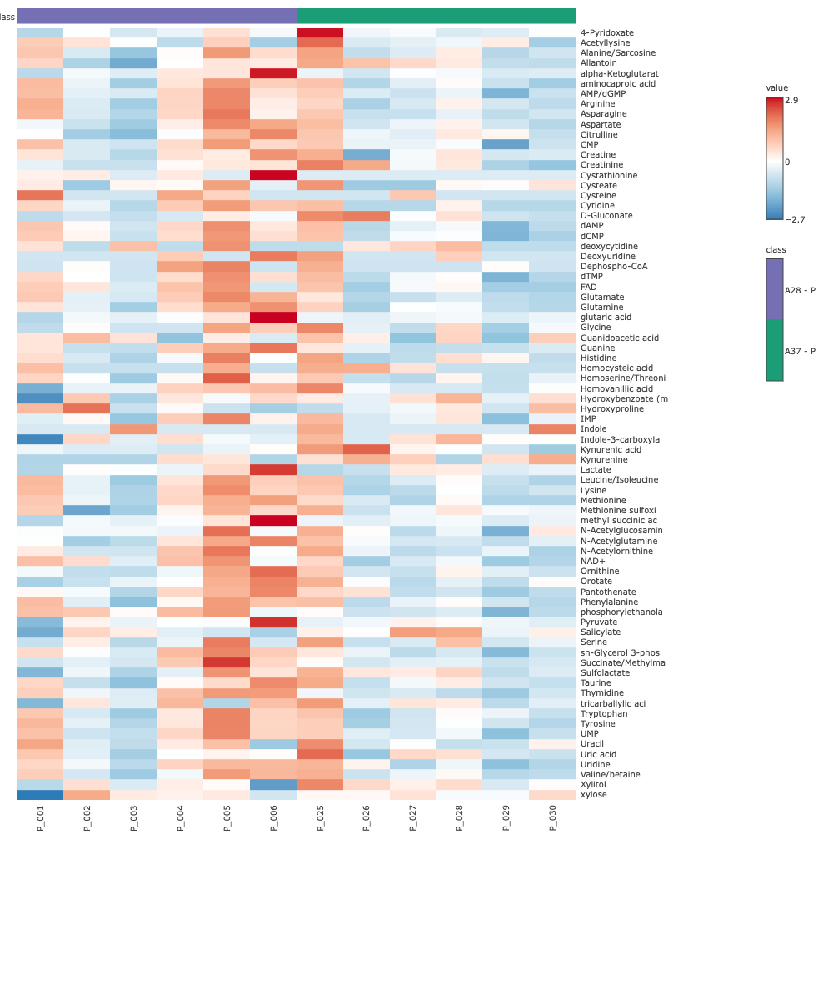 lass
4-Pyridoxate
Acetyllysine
Alanine/Sarcosine
Allantoin
alpha-Ketoglutarat
aminocaproic acid
AMP/dGMP
Arginine
Asparagine
Aspartate
Citrulline
CMP
Creatine
Creatinine
Cystathionine
Cysteate
Cysteine
Cytidine
D-Gluconate
dAMP
dCMP
deoxycytidine
Deoxyuridine
Dephospho-CoA
dTMP
FAD
Glutamate
Glutamine
glutaric acid
Glycine
Guanidoacetic acid
Guanine
Histidine
Homocysteic acid
Homoserine/Threoni
Homovanillic acid
Hydroxybenzoate (m
Hydroxyproline
IMP
Indole
Indole-3-carboxyla
Kynurenic acid
Kynurenine
Lactate
Leucine/Isoleucine
Lysine
Methionine
Methionine sulfoxi
methyl succinic ac
N-Acetylglucosamin
N-Acetylglutamine
N-Acetylornithine
NAD+
Ornithine
Orotate
Pantothenate
Phenylalanine
phosphorylethanola
Pyruvate
Salicylate
Serine
sn-Glycerol 3-phos
Succinate/Methylma
Sulfolactate
Taurine
Thymidine
tricarballylic aci
Tryptophan
Tyrosine
UMP
Uracil
Uric acid
Uridine
Valine/betaine
Xylitol
xylose
P_001
P_002
P_003
P_004
P_005
P_006
P_025
P_026
P_027
P_028
P_029
P_030
value
2.9
0
−2.7
class
A28 - P
A37 - P